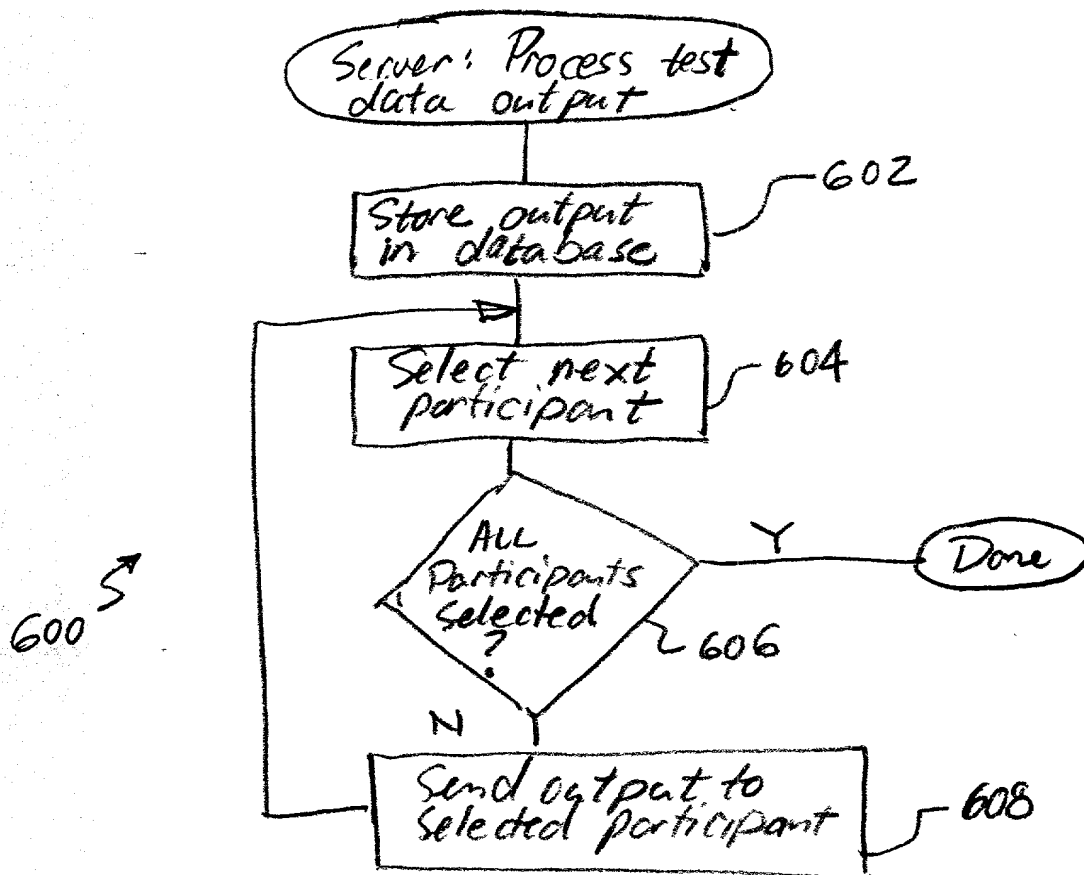 Server: Process test
data output
602
Store output
in database
604
Select next
participant
ALL
Participants
selected
?
Y
Done
606
600
N
Send output to
selected participant
608